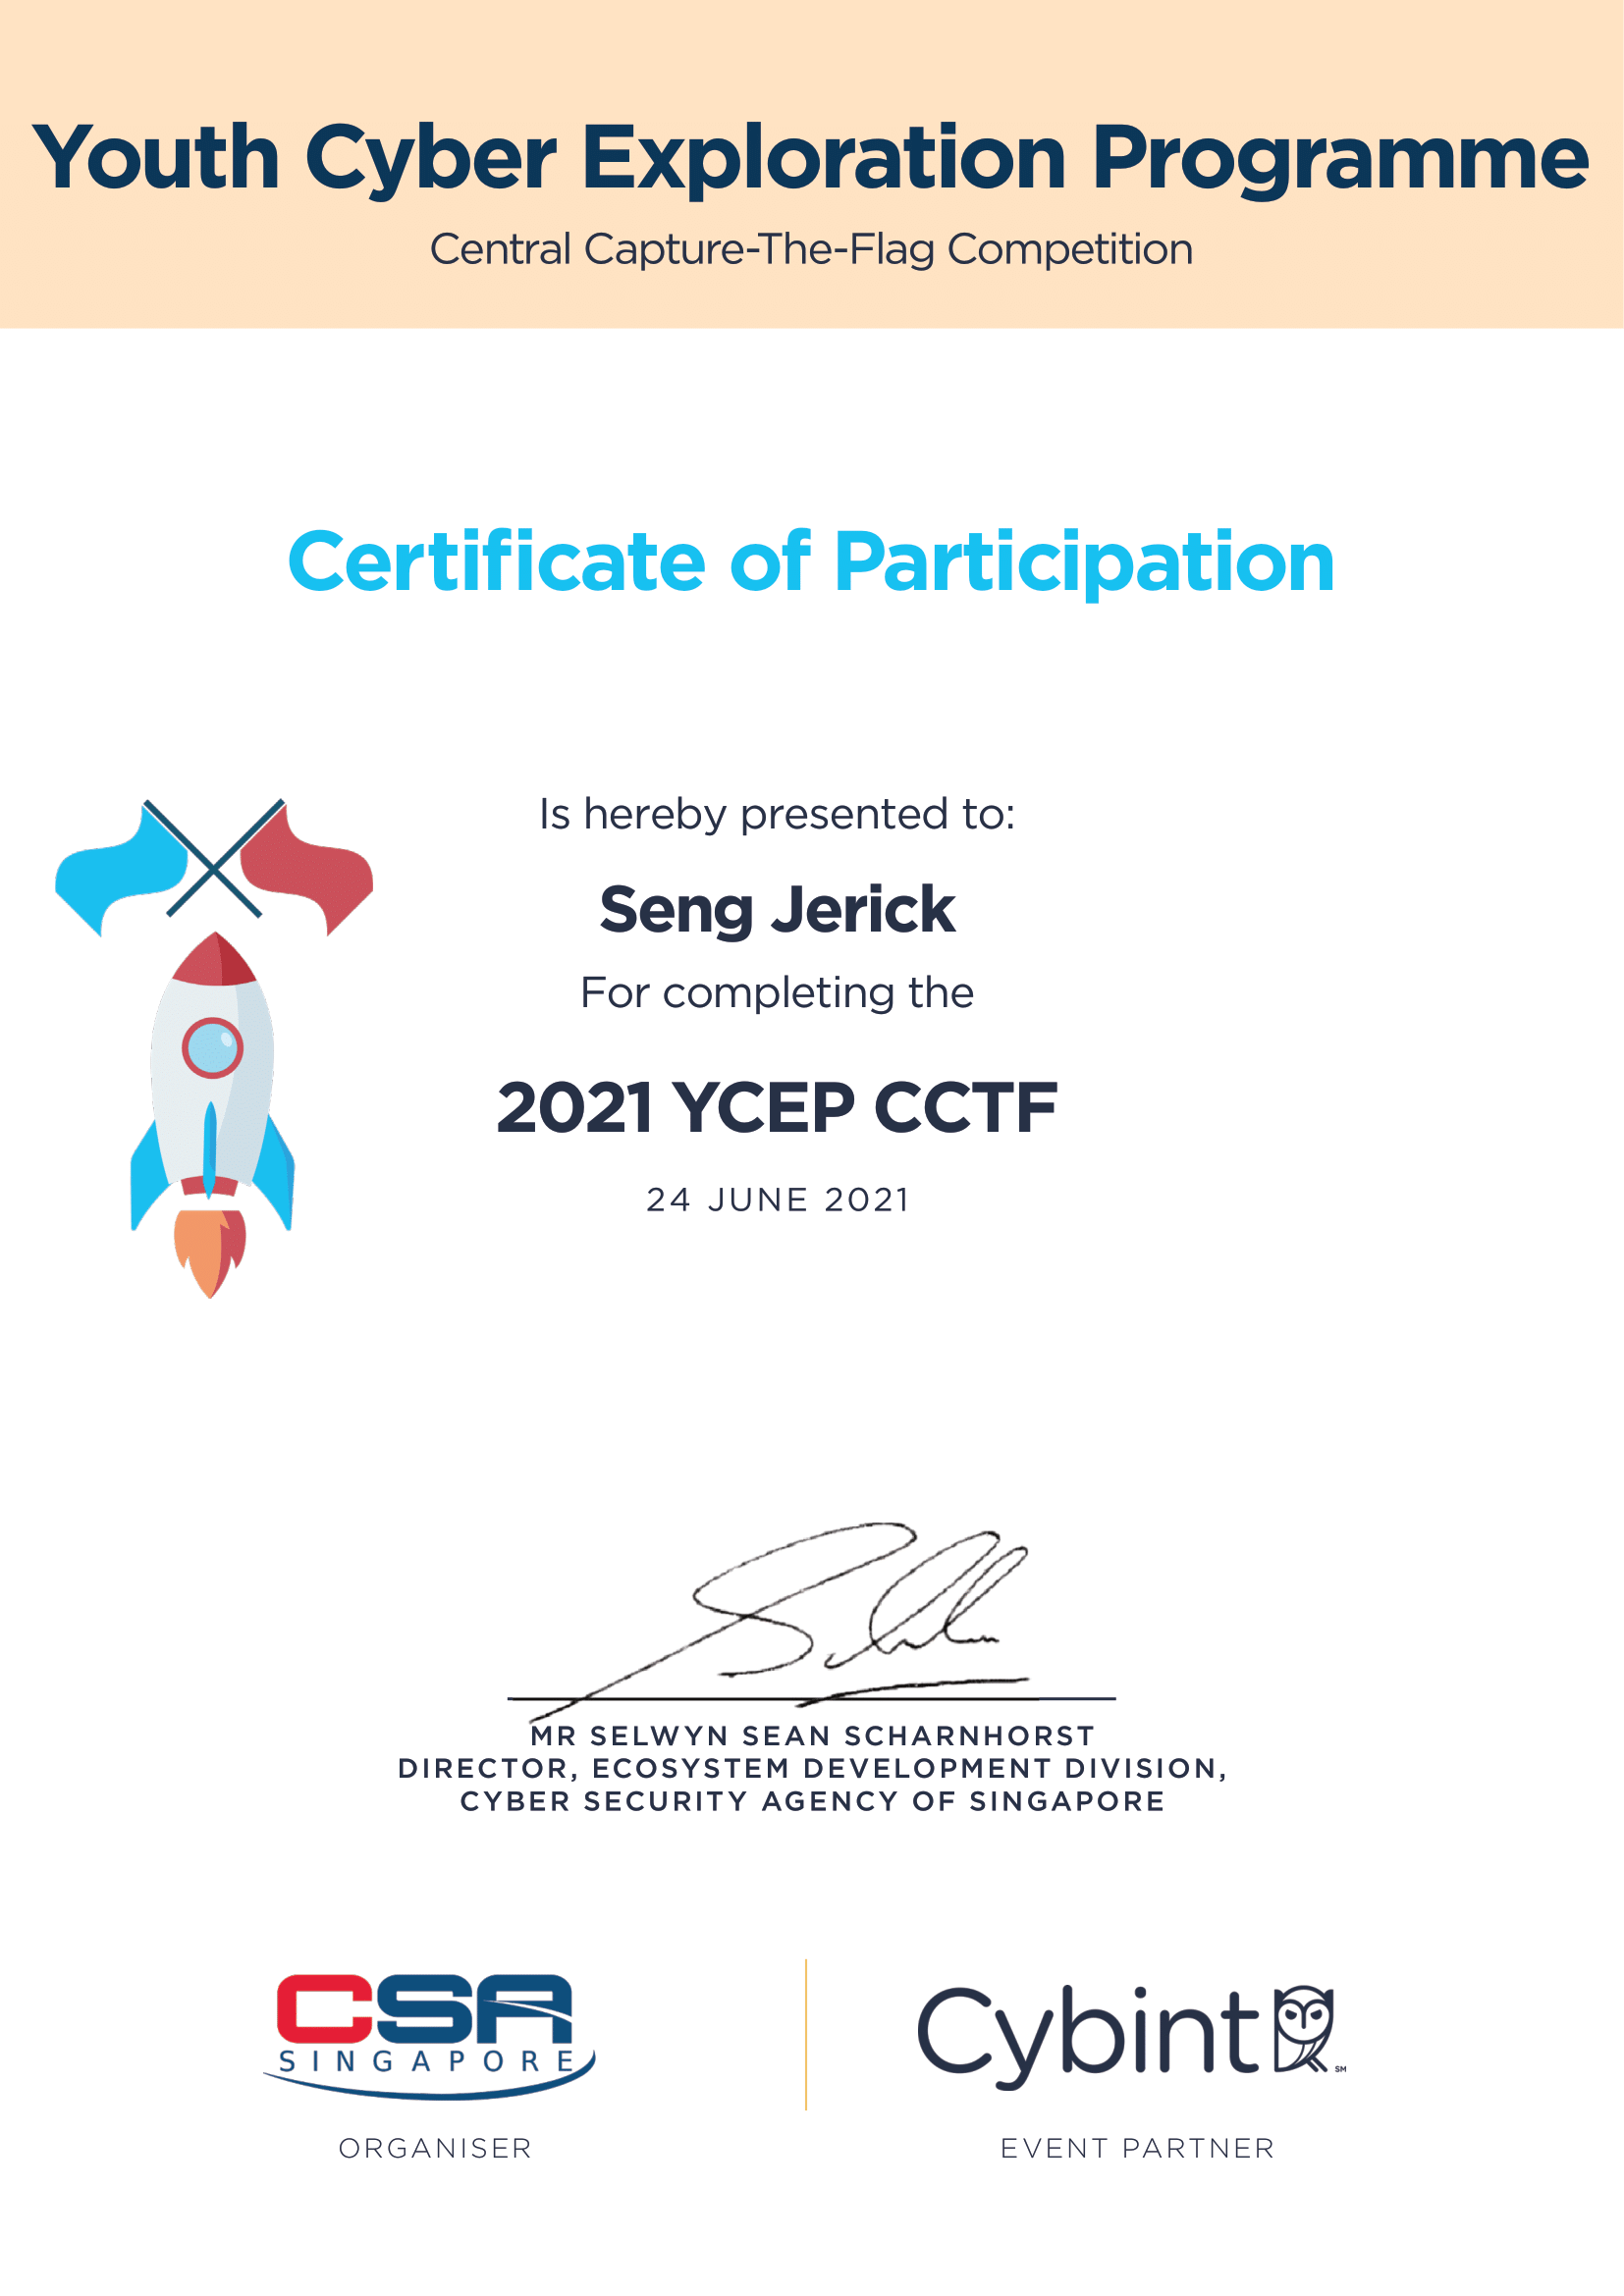 Youth Cyber Exploration Programme
Central Capture-The-Flag Competition
Certificate of Participation
Is hereby presented to:
Seng Jerick
For completing the
2021 YCEP CCTF
24 JUNE 2021
MR SELWYN SEAN SCHARNHORST
DIRECTOR, ECOSYSTEM DEVELOPMENT DIVISION,
CYBER SECURITY AGENCY OF SINGAPORE
CSA
SINGAPORE
ORGANISER
Cybint SM
EVENT PARTNER